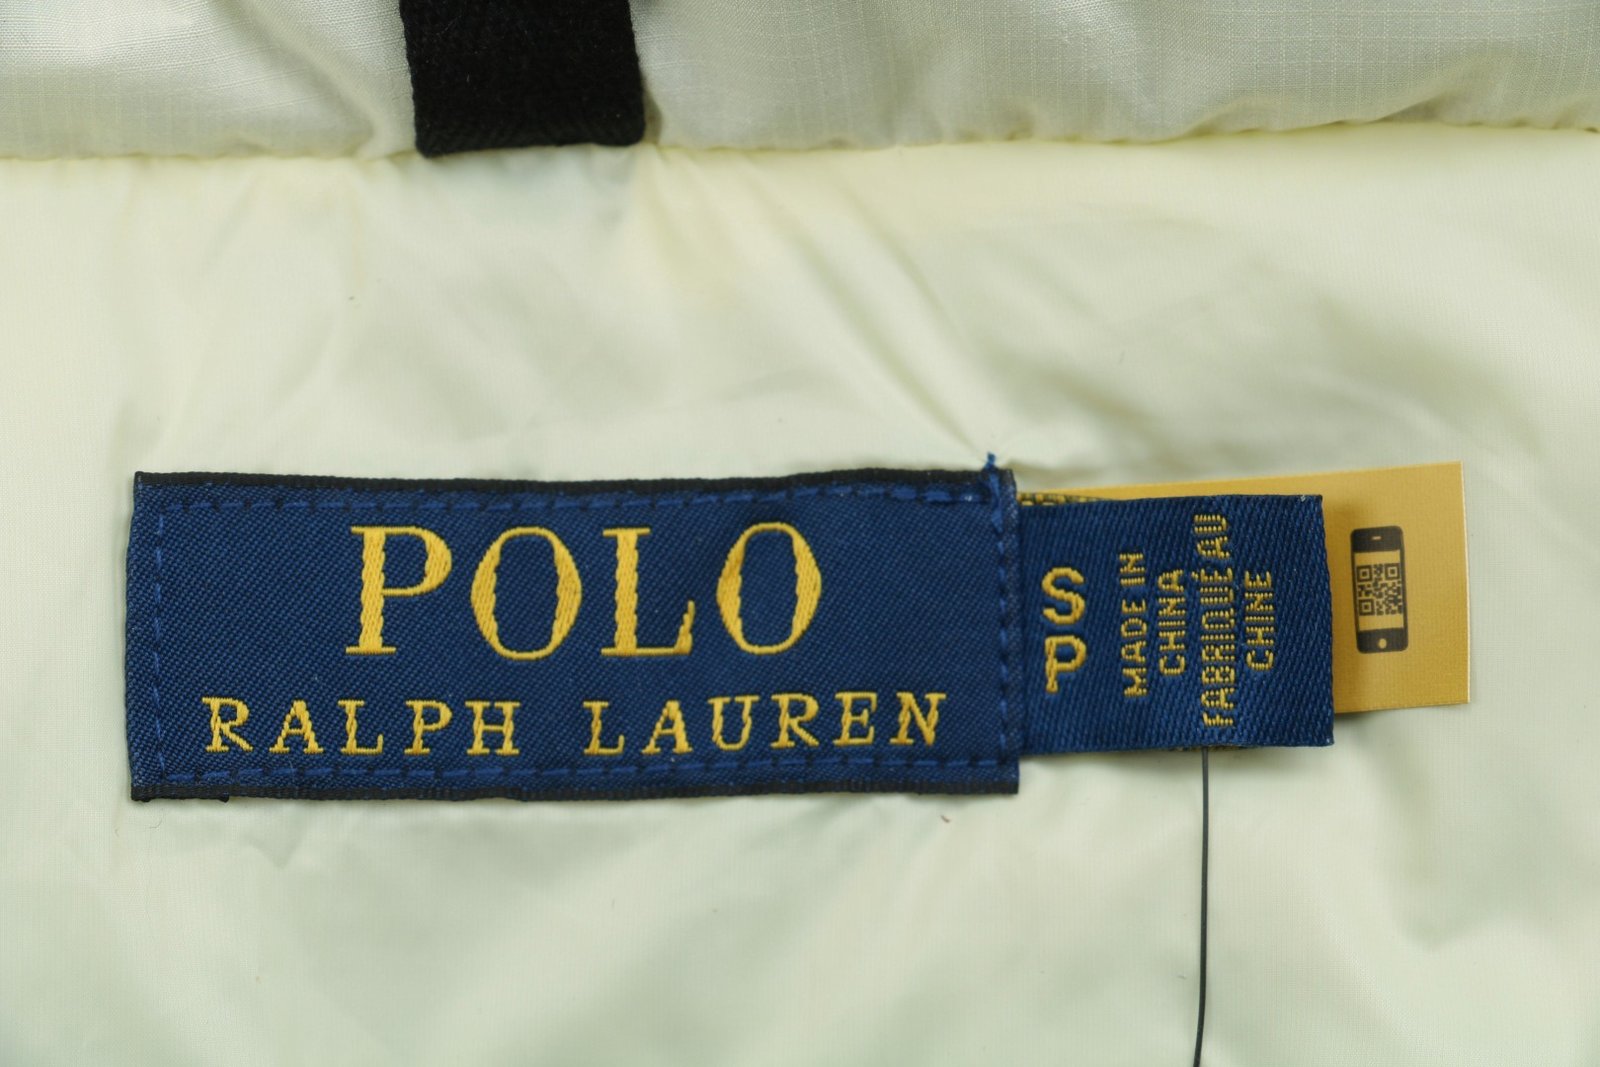 POLO
RALPH LAUREN
S
P
MADE IN
CHINA
FABRIQUÉ AU
CHINE